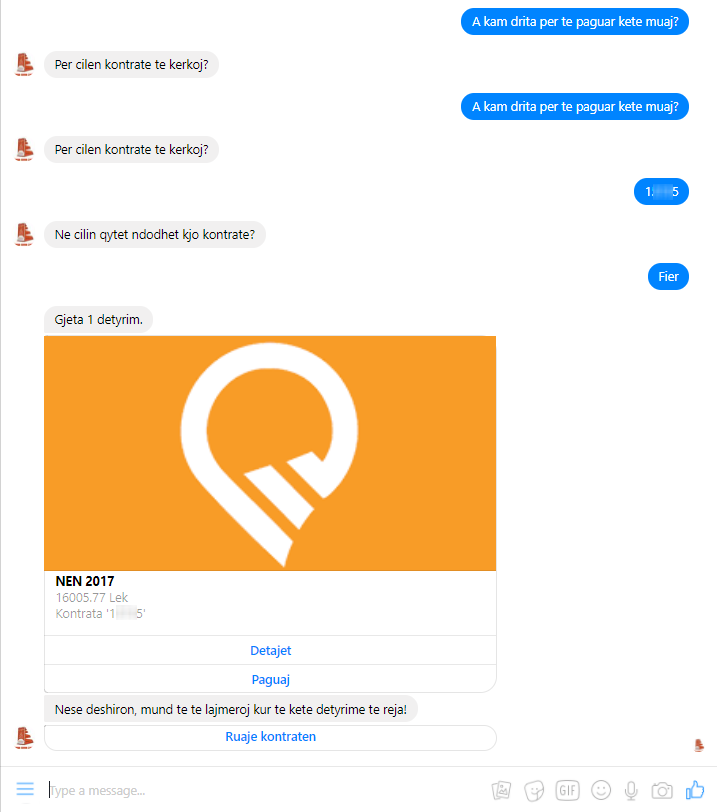 A kam drita per te paguar kete muaj?
Per cilen kontrate te kerkoj?
A kam drita per te paguar kete muaj?
Per cilen kontrate te kerkoj?
1 5
Ne cilin qytet ndodhet kjo kontrate?
Fier
Gjeta 1 detyrim.
NEN 2017
16005.77 Lek
Kontrata '1 5'
Detajet
Paguaj
Nese deshiron, mund te te lajmeroj kur te kete detyrime te reja!
Ruaje kontraten
Type a message...
GIF